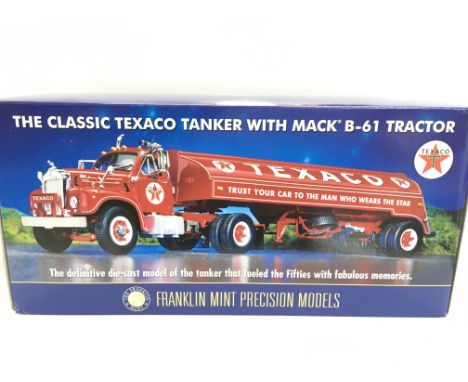 THE CLASSIC TEXACO TANKER WITH MACK® B-61 TRACTOR
TEXACO
T
TEXACO
TRUST YOUR CAR TO THE MAN WHO WEARS THE STAR
TEXACO
The definitive die-cast model of the tanker that fueled the Fifties with fabulous memories.
FRANKLIN MINT PRECISION MODELS